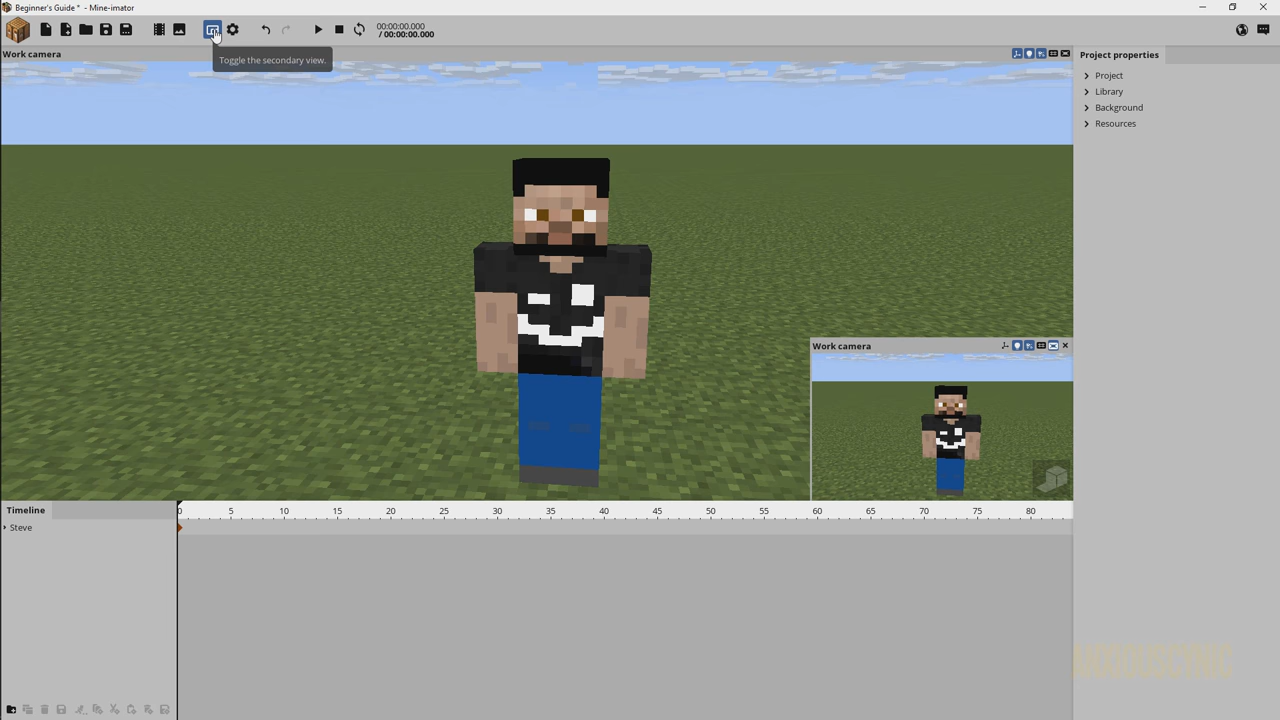 Beginner's Guide * - Mine-imator
00:00:00.000
/ 00:00:00.000
Toggle the secondary view.
Work camera
Project properties
Project
Library
Background
Resources
Work camera
Timeline
0 5 10 15 20 25 30 35 40 45 50 55 60 65 70 75 80
Steve